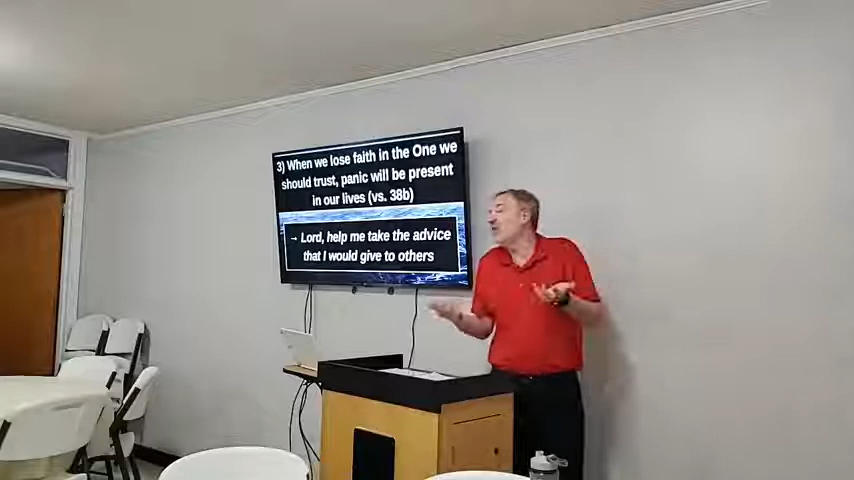 3) When we lose faith in the One we
should trust, panic will be present
in our lives (vs. 38b)
→ Lord, help me take the advice
that I would give to others